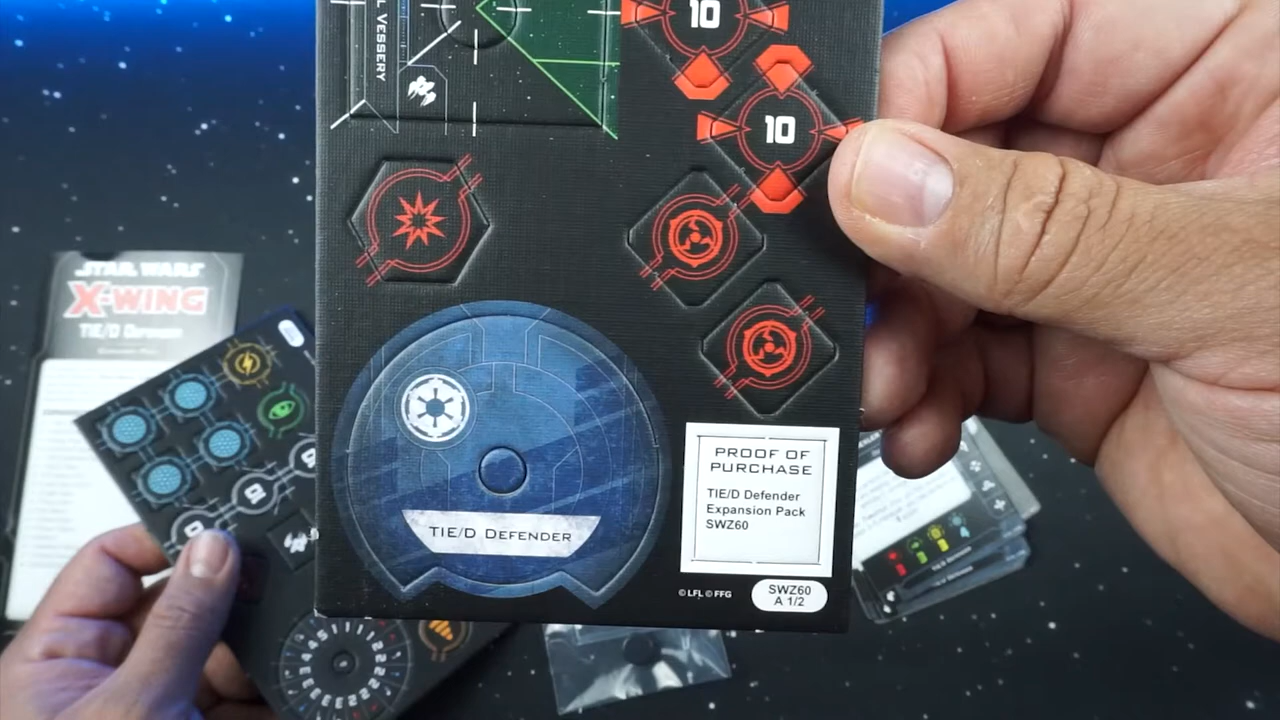 L VESSERY
10
10
STAR WARS
X-WING
TIE/D DEFENDER
TIE/D DEFENDER
PROOF OF
PURCHASE
TIE/D Defender
Expansion Pack
SWZ60
© LFL © FFG
SWZ60
A 1/2